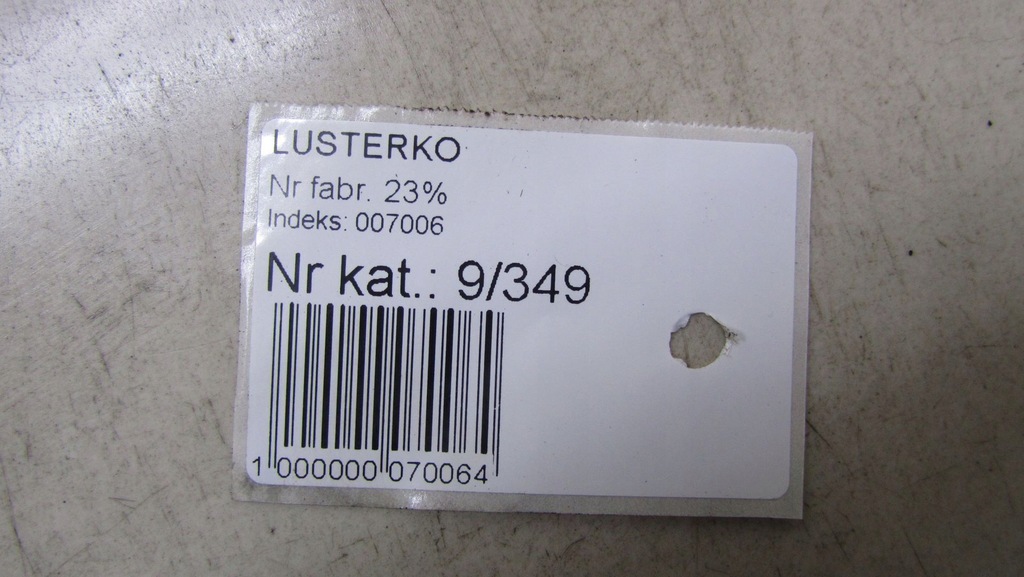 LUSTERKO
Nr fabr. 23%
Indeks: 007006
Nr kat.: 9/349
1 000000 070064